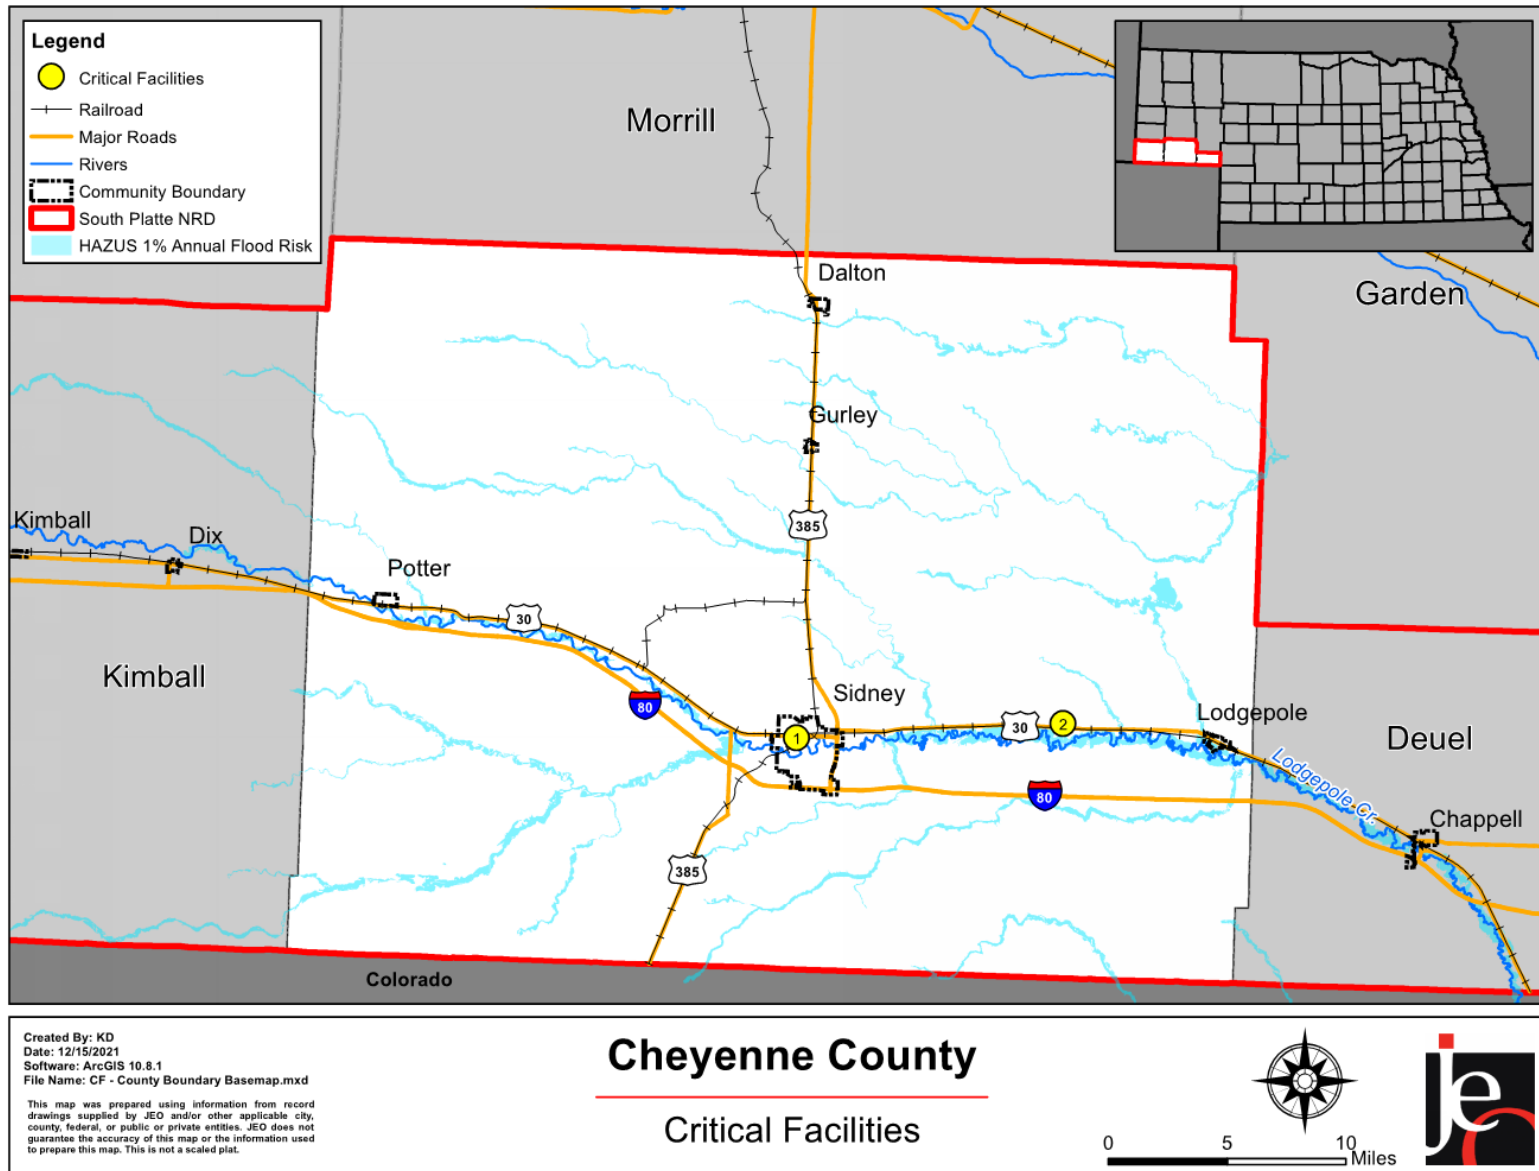 Legend
Critical Facilities
Railroad
Major Roads
Rivers
Community Boundary
South Platte NRD
HAZUS 1% Annual Flood Risk
Morrill
Garden
Dalton
Gurley
385
Kimball
Dix
Potter
30
Kimball
80
Sidney
1
30
2
Lodgepole
Deuel
Lodgepole Cr.
80
Chappell
385
Colorado
Created By: KD
Date: 12/15/2021
Software: ArcGIS 10.8.1
File Name: CF - County Boundary Basemap.mxd
This map was prepared using information from record
drawings supplied by JEO and/or other applicable city,
county, federal, or public or private entities. JEO does not
guarantee the accuracy of this map or the information used
to prepare this map. This is not a scaled plat.
Cheyenne County
Critical Facilities
0 5 10
Miles
jeo